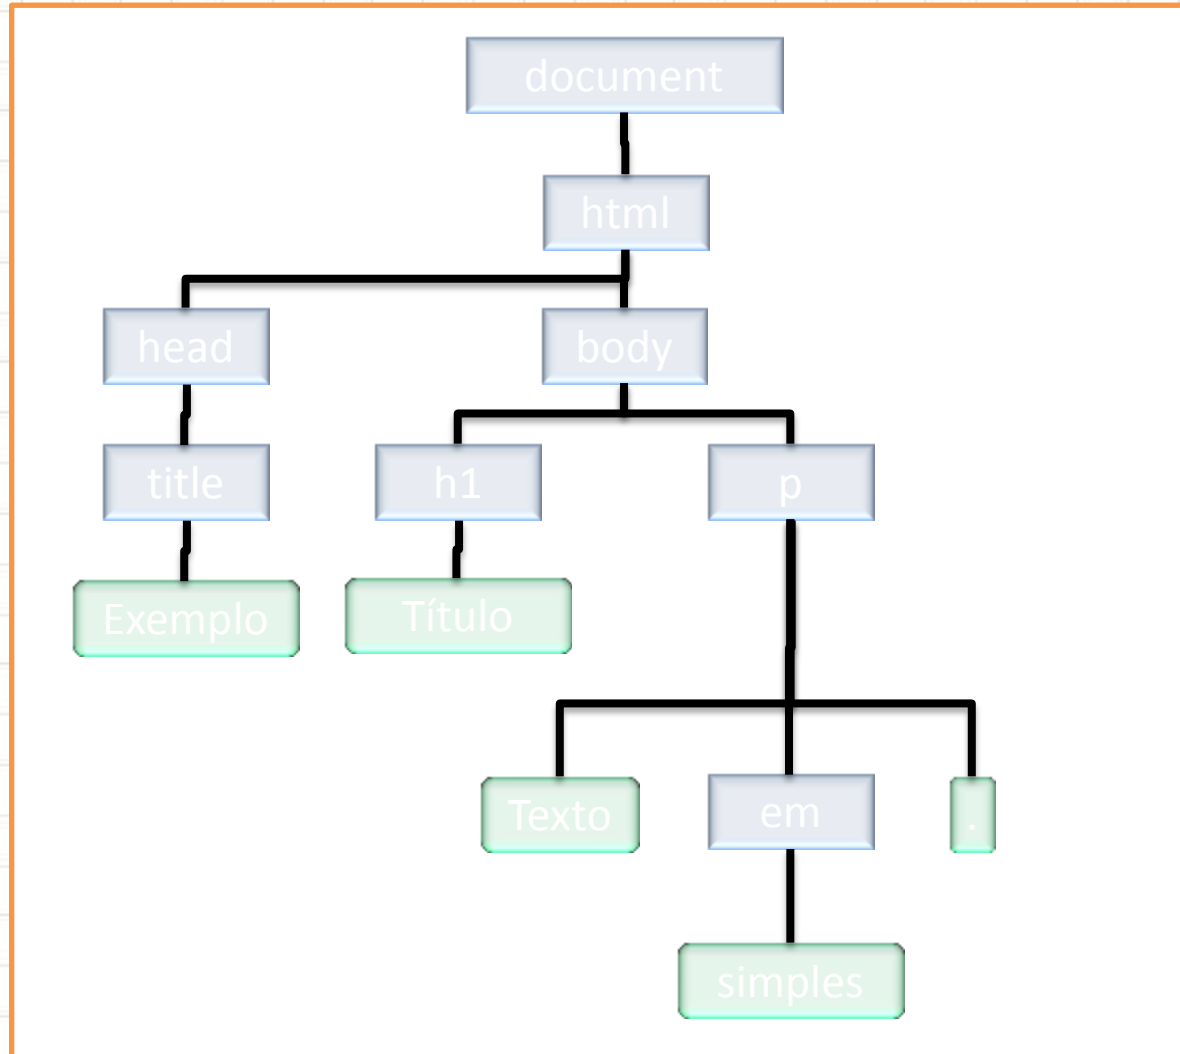 document
html
head
body
title
h1
p
Exemplo
Título
Texto
em
.
simples